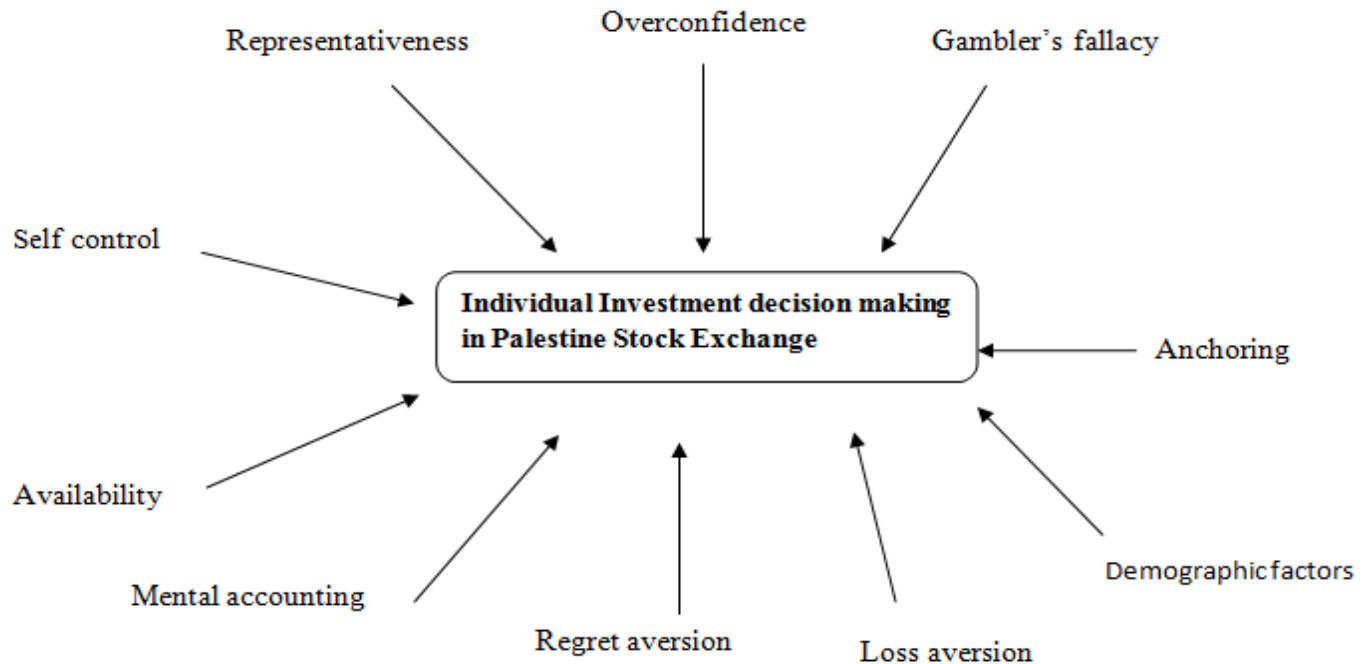 Overconfidence
Representativeness
Gambler’s fallacy
Self control
Individual Investment decision making
in Palestine Stock Exchange
Anchoring
Availability
Demographic factors
Mental accounting
Regret aversion
Loss aversion